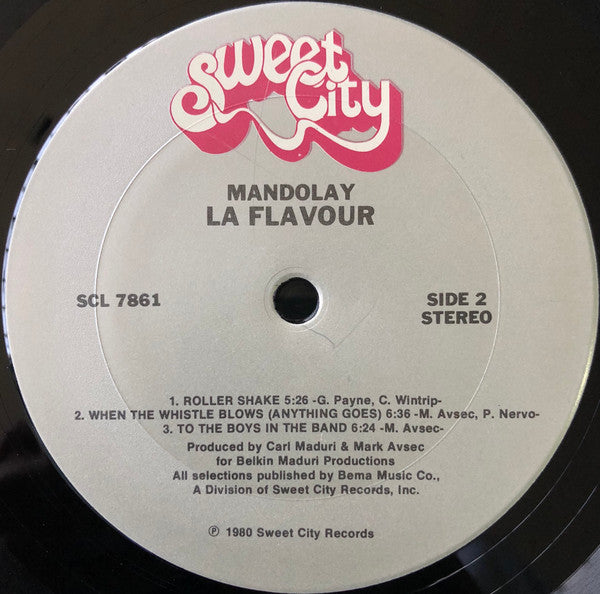 Sweet
City
MANDOLAY
LA FLAVOUR
SCL 7861
SIDE 2
STEREO
1. ROLLER SHAKE 5:26 -G. Payne, C. Wintrip-
2. WHEN THE WHISTLE BLOWS (ANYTHING GOES) 6:36 -M. Avsec, P. Nervo-
3. TO THE BOYS IN THE BAND 6:24 -M. Avsec-
Produced by Carl Maduri & Mark Avsec
for Belkin Maduri Productions
All selections published by Bema Music Co.,
A Division of Sweet City Records, Inc.
℗ 1980 Sweet City Records